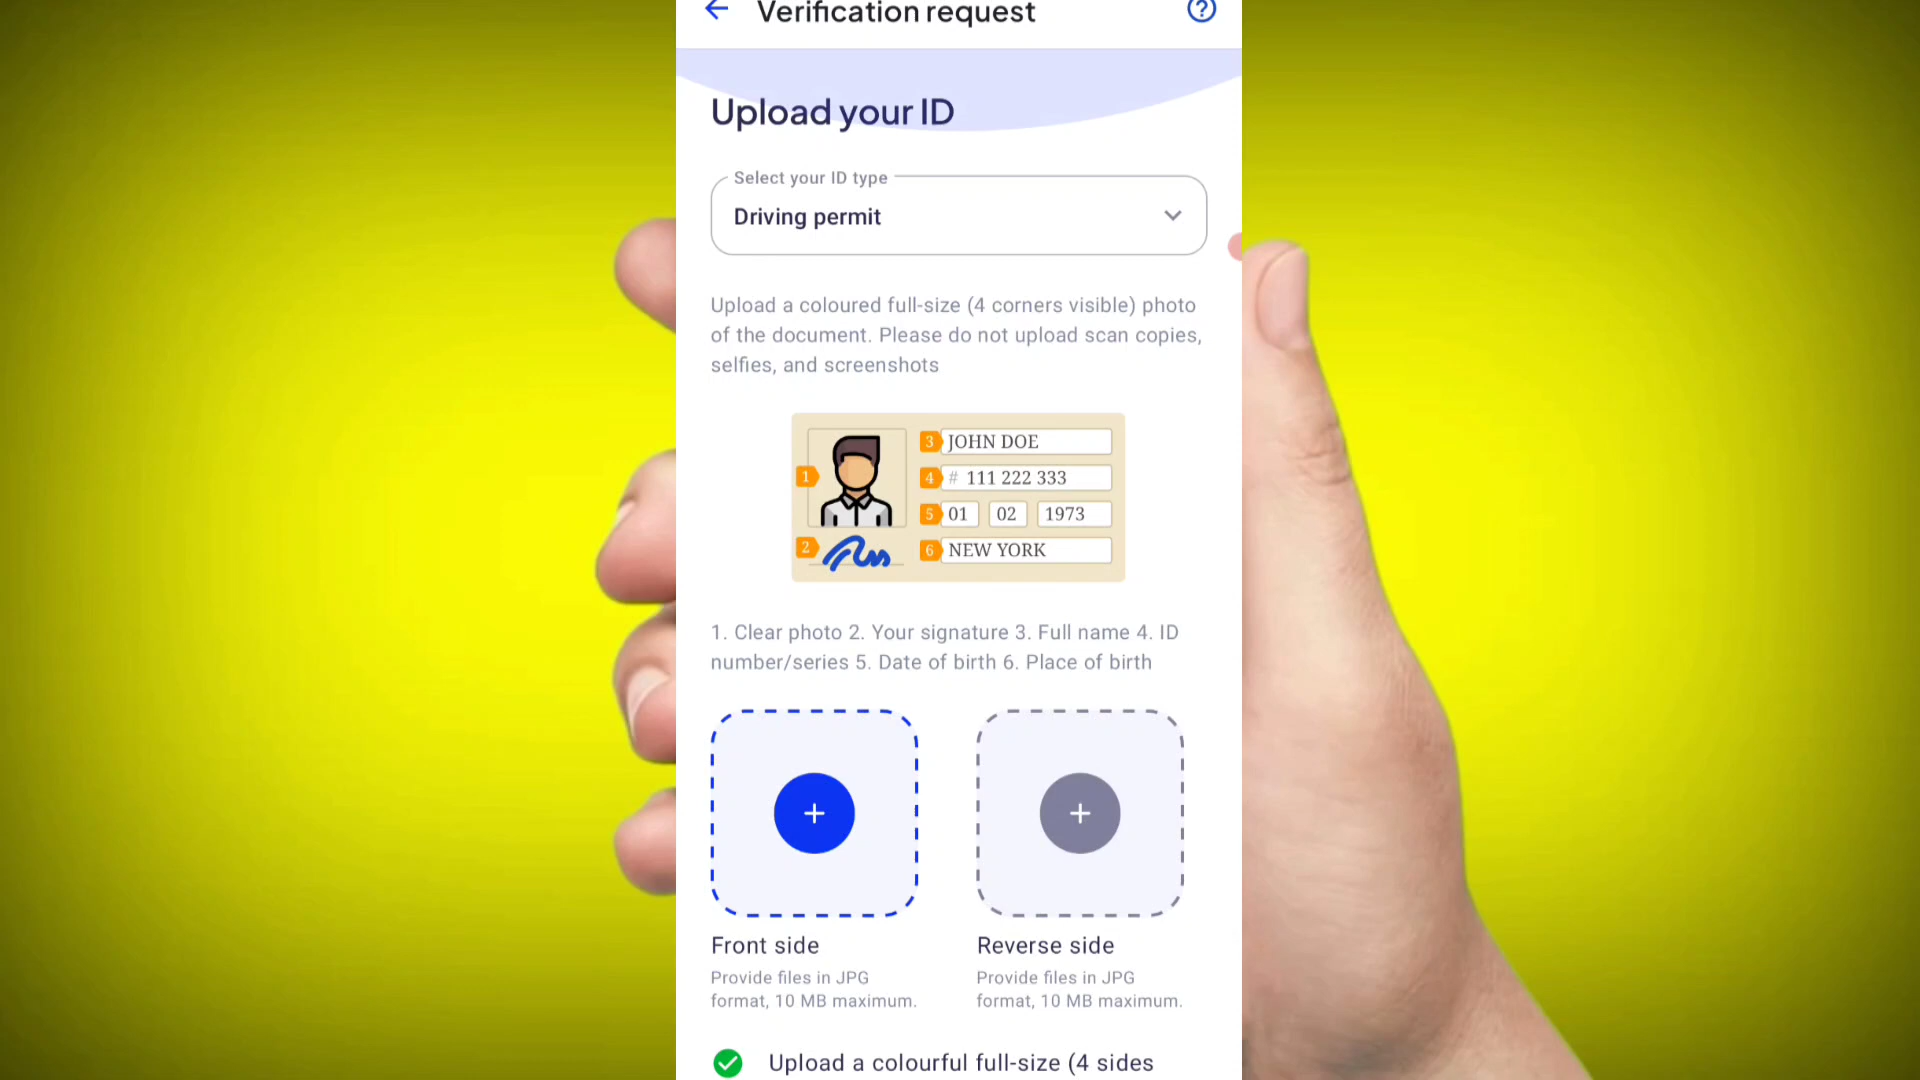 Verification request
Upload your ID
Select your ID type
Driving permit
Upload a coloured full-size (4 corners visible) photo
of the document. Please do not upload scan copies,
selfies, and screenshots
3 JOHN DOE
1
4 # 111 222 333
5 01 02 1973
2
6 NEW YORK
1. Clear photo 2. Your signature 3. Full name 4. ID
number/series 5. Date of birth 6. Place of birth
Front side
Provide files in JPG
format, 10 MB maximum.
Reverse side
Provide files in JPG
format, 10 MB maximum.
Upload a colourful full-size (4 sides